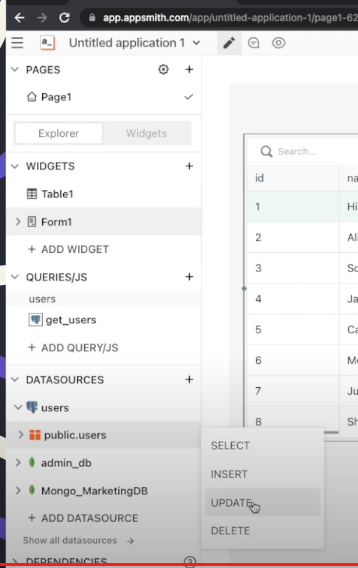 app.appsmith.com/app/untitled-application-1/page1-62
Untitled application 1
PAGES
Page1
Explorer Widgets
Search...
WIDGETS
id na
Table1
1 Hi
Form1
2 Ali
+ ADD WIDGET
3 So
QUERIES/JS
users
4 Ja
get_users
5 Ca
+ ADD QUERY/JS
6 Me
DATASOURCES
7 Ju
users
8 Sh
public.users
SELECT
admin_db
INSERT
Mongo_MarketingDB
UPDATE
+ ADD DATASOURCE
DELETE
Show all datasources →
DEPENDENCIES